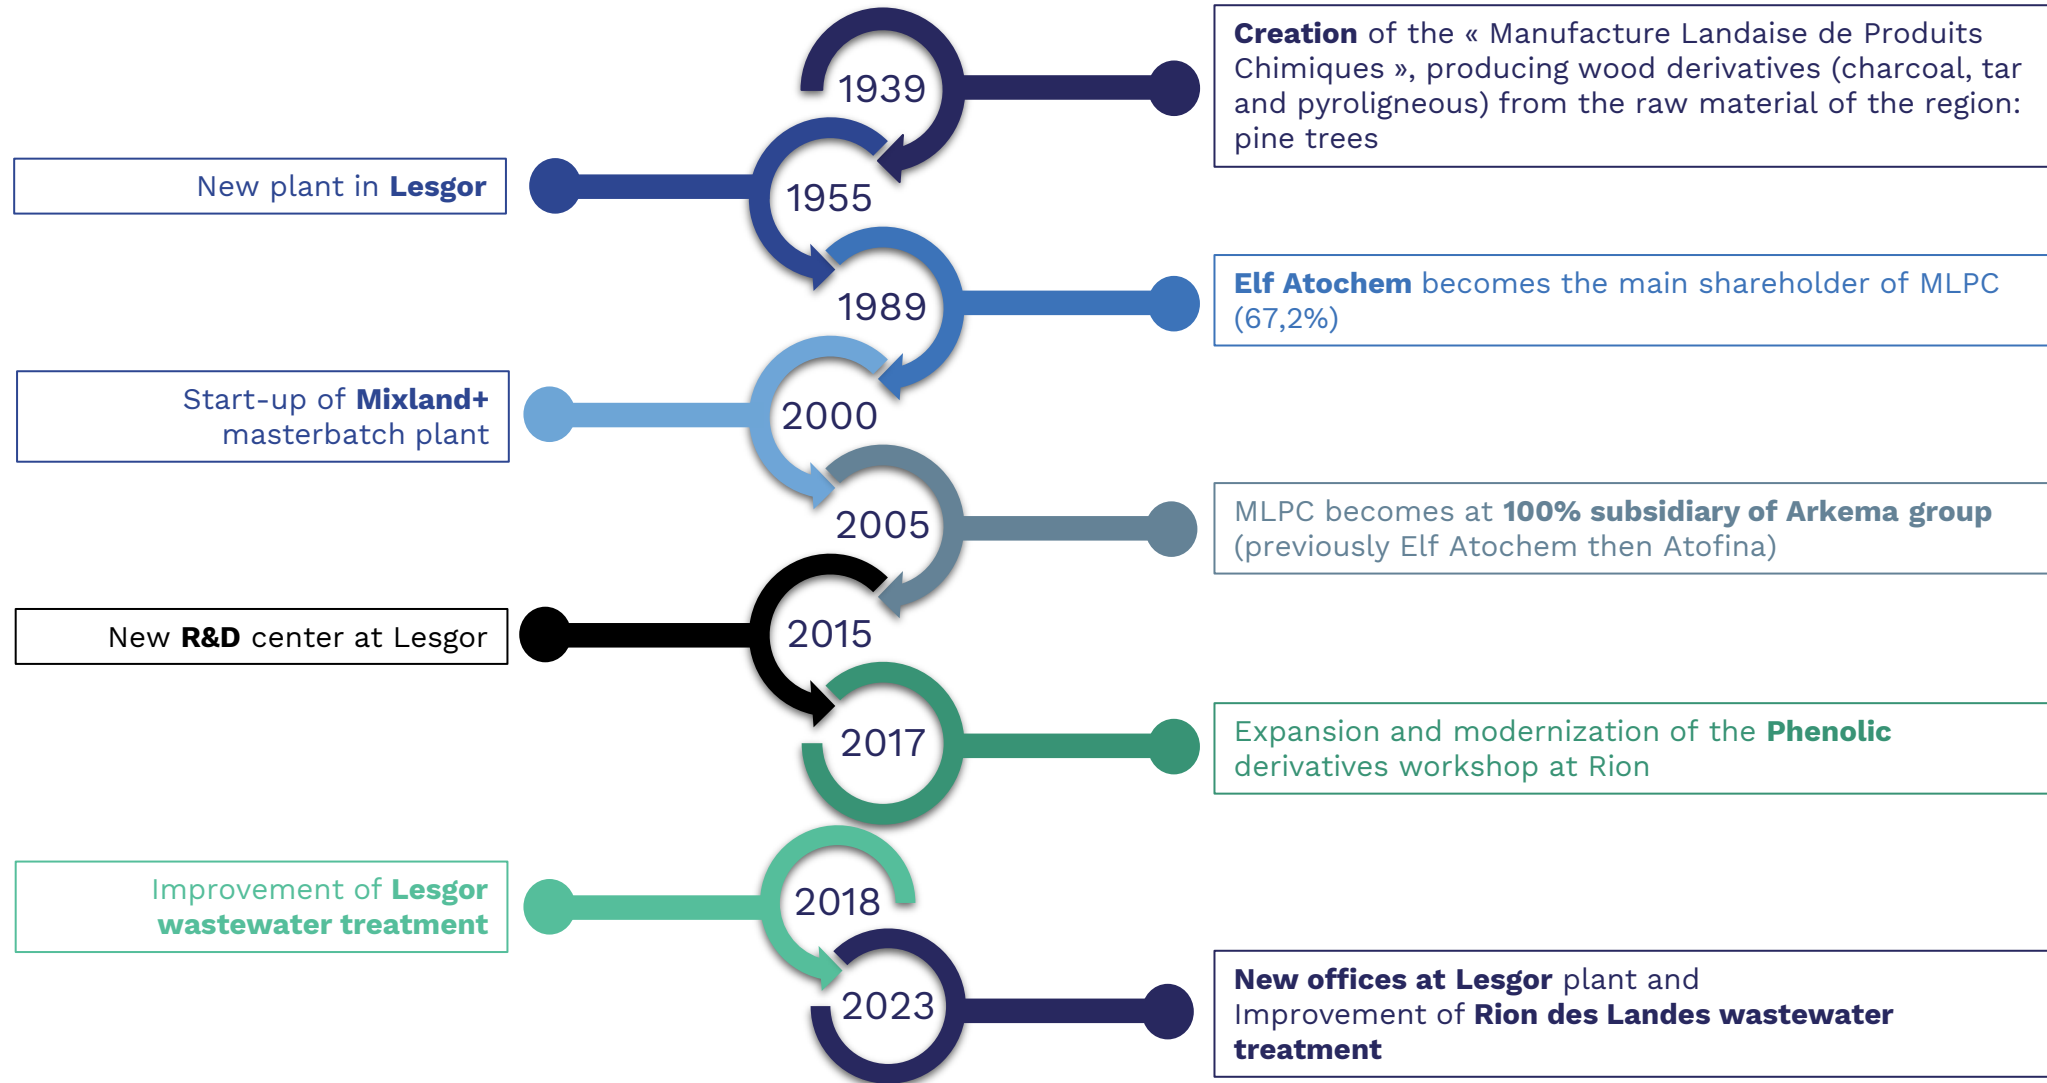 1939
Creation of the « Manufacture Landaise de Produits
Chimiques », producing wood derivatives (charcoal, tar
and pyroligneous) from the raw material of the region:
pine trees
New plant in Lesgor
1955
1989
Elf Atochem becomes the main shareholder of MLPC
(67,2%)
Start-up of Mixland+
masterbatch plant
2000
2005
MLPC becomes at 100% subsidiary of Arkema group
(previously Elf Atochem then Atofina)
New R&D center at Lesgor
2015
2017
Expansion and modernization of the Phenolic
derivatives workshop at Rion
Improvement of Lesgor
wastewater treatment
2018
2023
New offices at Lesgor plant and
Improvement of Rion des Landes wastewater
treatment